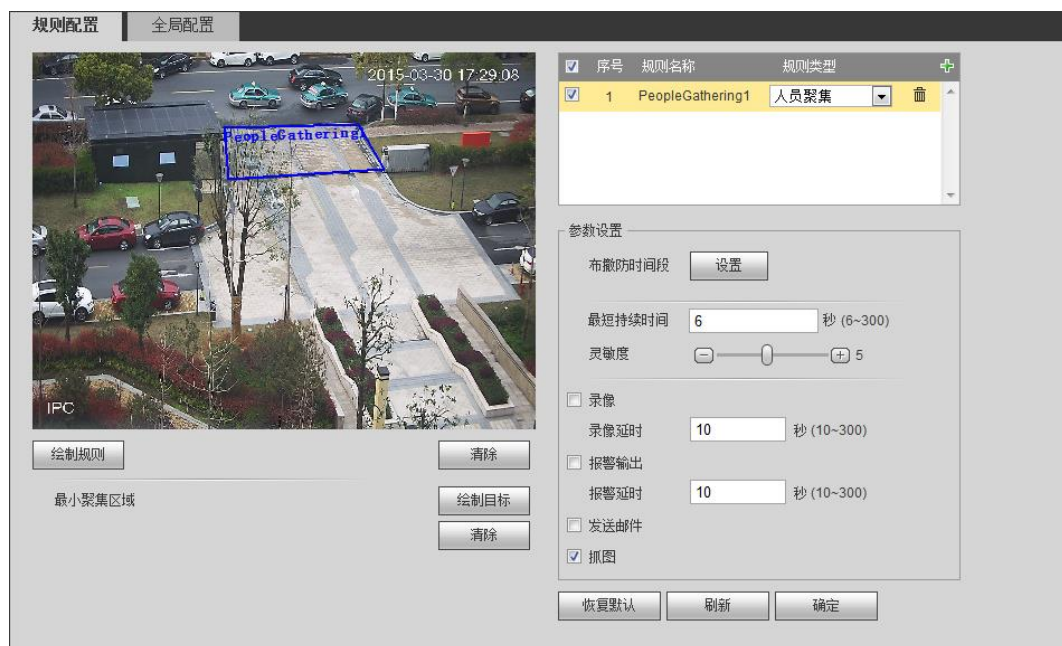 规则配置 全局配置
2015-03-30 17:29:08
PeopleGathering
IPC
绘制规则 清除
最小聚集区域 绘制目标
清除
序号 规则名称 规则类型
1 PeopleGathering1 人员聚集
参数设置
布撤防时间段 设置
最短持续时间 6 秒 (6~300)
灵敏度 5
录像
录像延时 10 秒 (10~300)
报警输出
报警延时 10 秒 (10~300)
发送邮件
抓图
恢复默认 刷新 确定